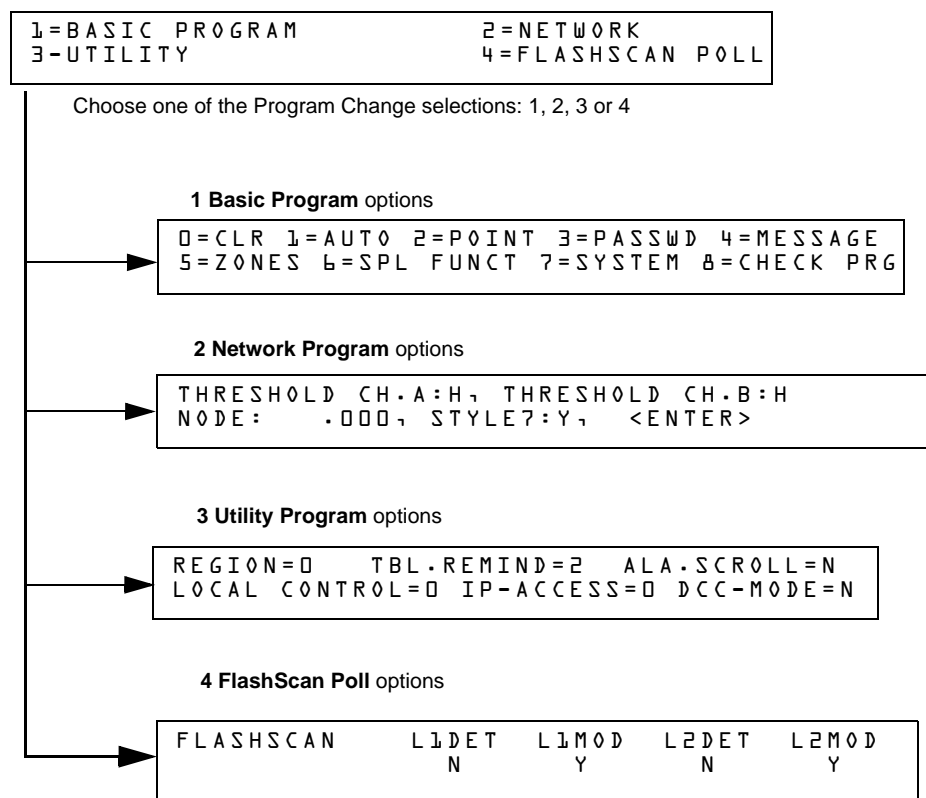 1=BASIC PROGRAM 2=NETWORK
3-UTILITY 4=FLASHSCAN POLL
Choose one of the Program Change selections: 1, 2, 3 or 4
1 Basic Program options
0=CLR 1=AUTO 2=POINT 3=PASSWD 4=MESSAGE
5=ZONES 6=SPL FUNCT 7=SYSTEM 8=CHECK PRG
2 Network Program options
THRESHOLD CH.A:H, THRESHOLD CH.B:H
NODE: .000, STYLE7:Y, <ENTER>
3 Utility Program options
REGION=0 TBL.REMIND=2 ALA.SCROLL=N
LOCAL CONTROL=0 IP-ACCESS=0 DCC-MODE=N
4 FlashScan Poll options
FLASHSCAN L1DET L1MOD L2DET L2MOD
N Y N Y